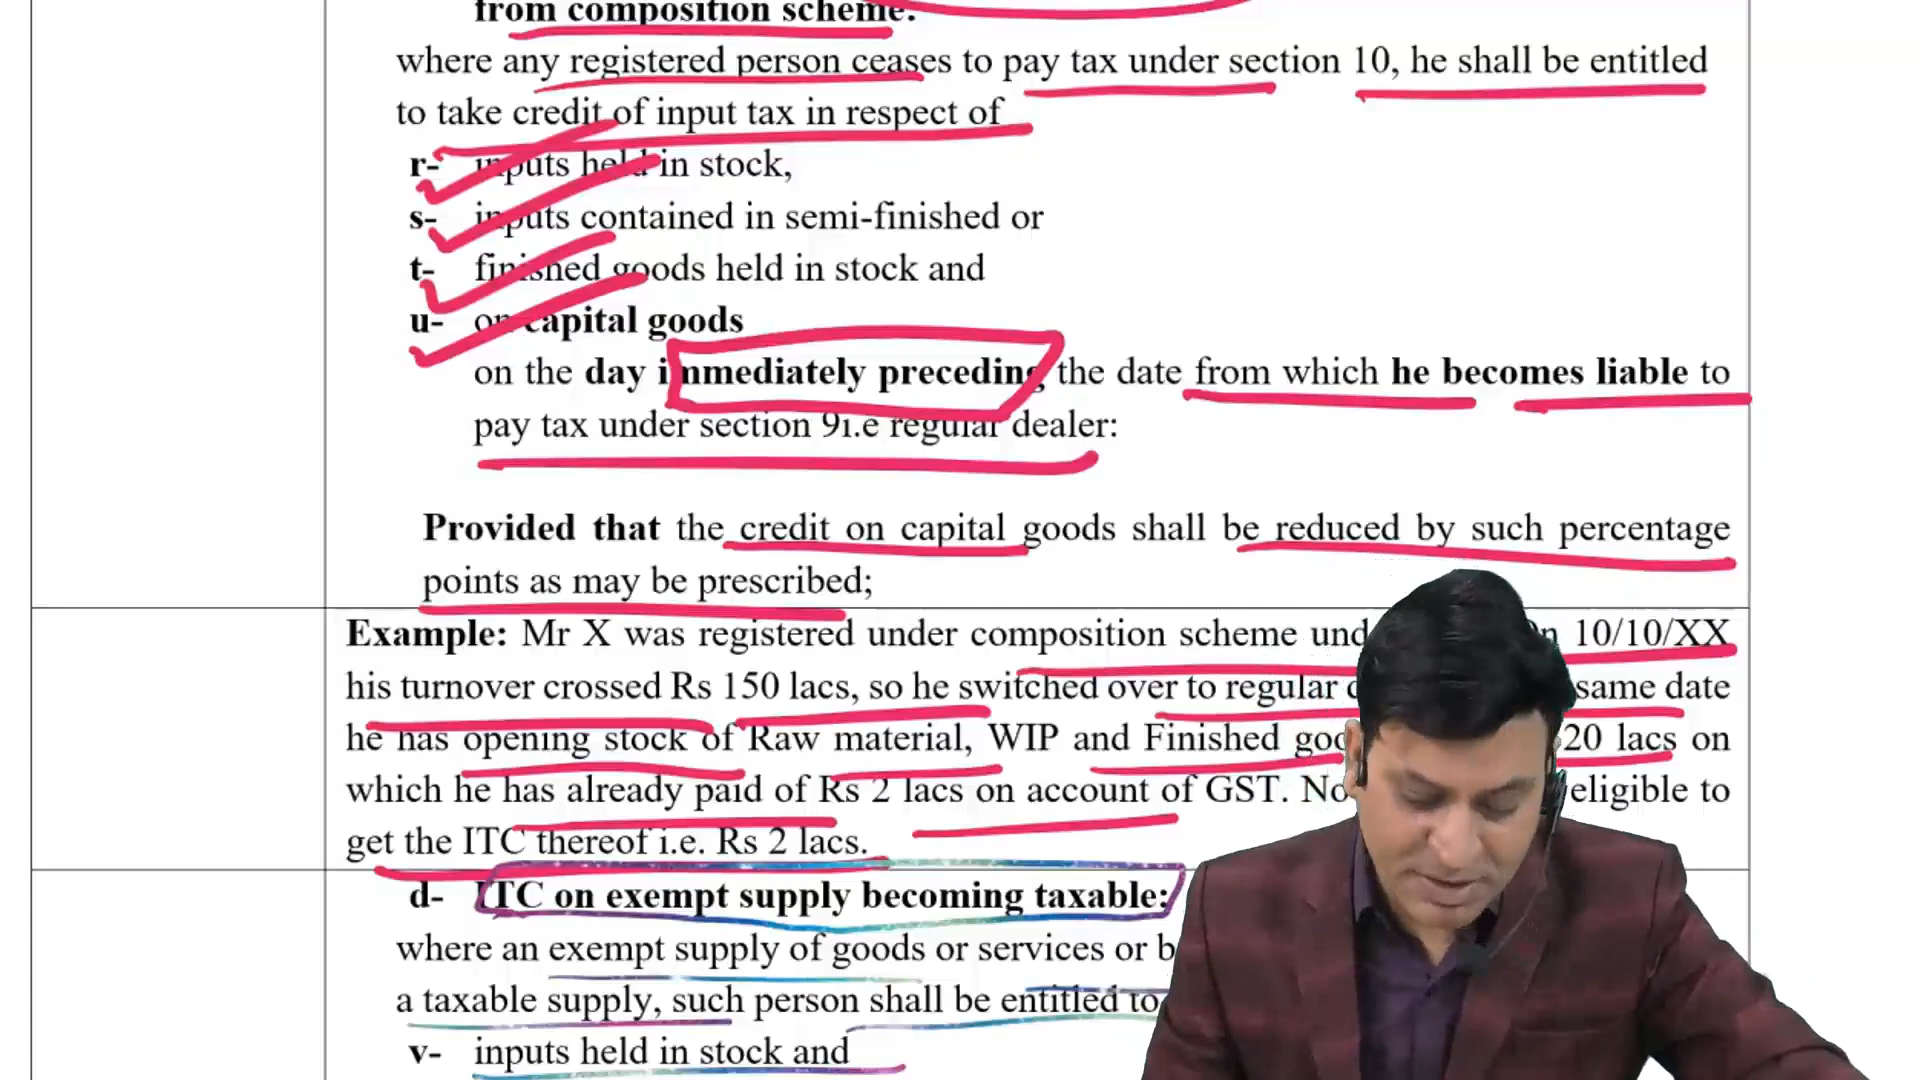 from composition scheme:
where any registered person ceases to pay tax under section 10, he shall be entitled
to take credit of input tax in respect of
r- inputs held in stock,
s- inputs contained in semi-finished or
t- finished goods held in stock and
u- on capital goods
on the day immediately preceding the date from which he becomes liable to
pay tax under section 9i.e regular dealer:
Provided that the credit on capital goods shall be reduced by such percentage
points as may be prescribed;
Example: Mr X was registered under composition scheme 10/10/XX
his turnover crossed Rs 150 lacs, so he switched over to regular same date
he has opening stock of Raw material, WIP and Finished 20 lacs on
which he has already paid of Rs 2 lacs on account of GST. eligible to
get the ITC thereof i.e. Rs 2 lacs.
d- ITC on exempt supply becoming taxable:
where an exempt supply of goods or services or
a taxable supply, such person shall be entitled to
v- inputs held in stock and